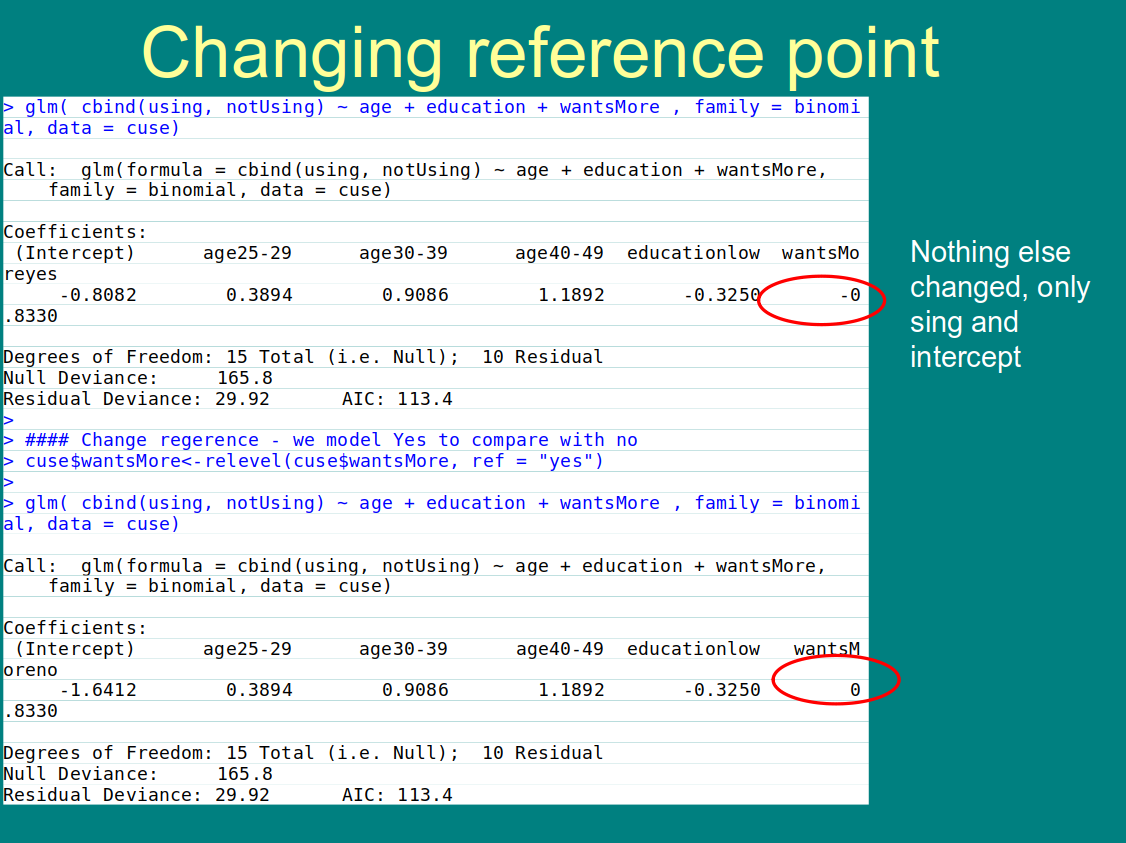 Changing reference point
> glm( cbind(using, notUsing) ~ age + education + wantsMore , family = binomi
al, data = cuse)
Call:  glm(formula = cbind(using, notUsing) ~ age + education + wantsMore,
    family = binomial, data = cuse)
Coefficients:
 (Intercept)       age25-29       age30-39       age40-49  educationlow  wantsMo
reyes
     -0.8082         0.3894         0.9086         1.1892       -0.3250       -0
.8330
Degrees of Freedom: 15 Total (i.e. Null);  10 Residual
Null Deviance:     165.8
Residual Deviance: 29.92       AIC: 113.4
>
> #### Change regerence - we model Yes to compare with no
> cuse$wantsMore<-relevel(cuse$wantsMore, ref = "yes")
>
> glm( cbind(using, notUsing) ~ age + education + wantsMore , family = binomi
al, data = cuse)
Call:  glm(formula = cbind(using, notUsing) ~ age + education + wantsMore,
    family = binomial, data = cuse)
Coefficients:
 (Intercept)       age25-29       age30-39       age40-49  educationlow   wantsM
oreno
     -1.6412         0.3894         0.9086         1.1892       -0.3250        0
.8330
Degrees of Freedom: 15 Total (i.e. Null);  10 Residual
Null Deviance:     165.8
Residual Deviance: 29.92       AIC: 113.4
Nothing else
changed, only
sing and
intercept